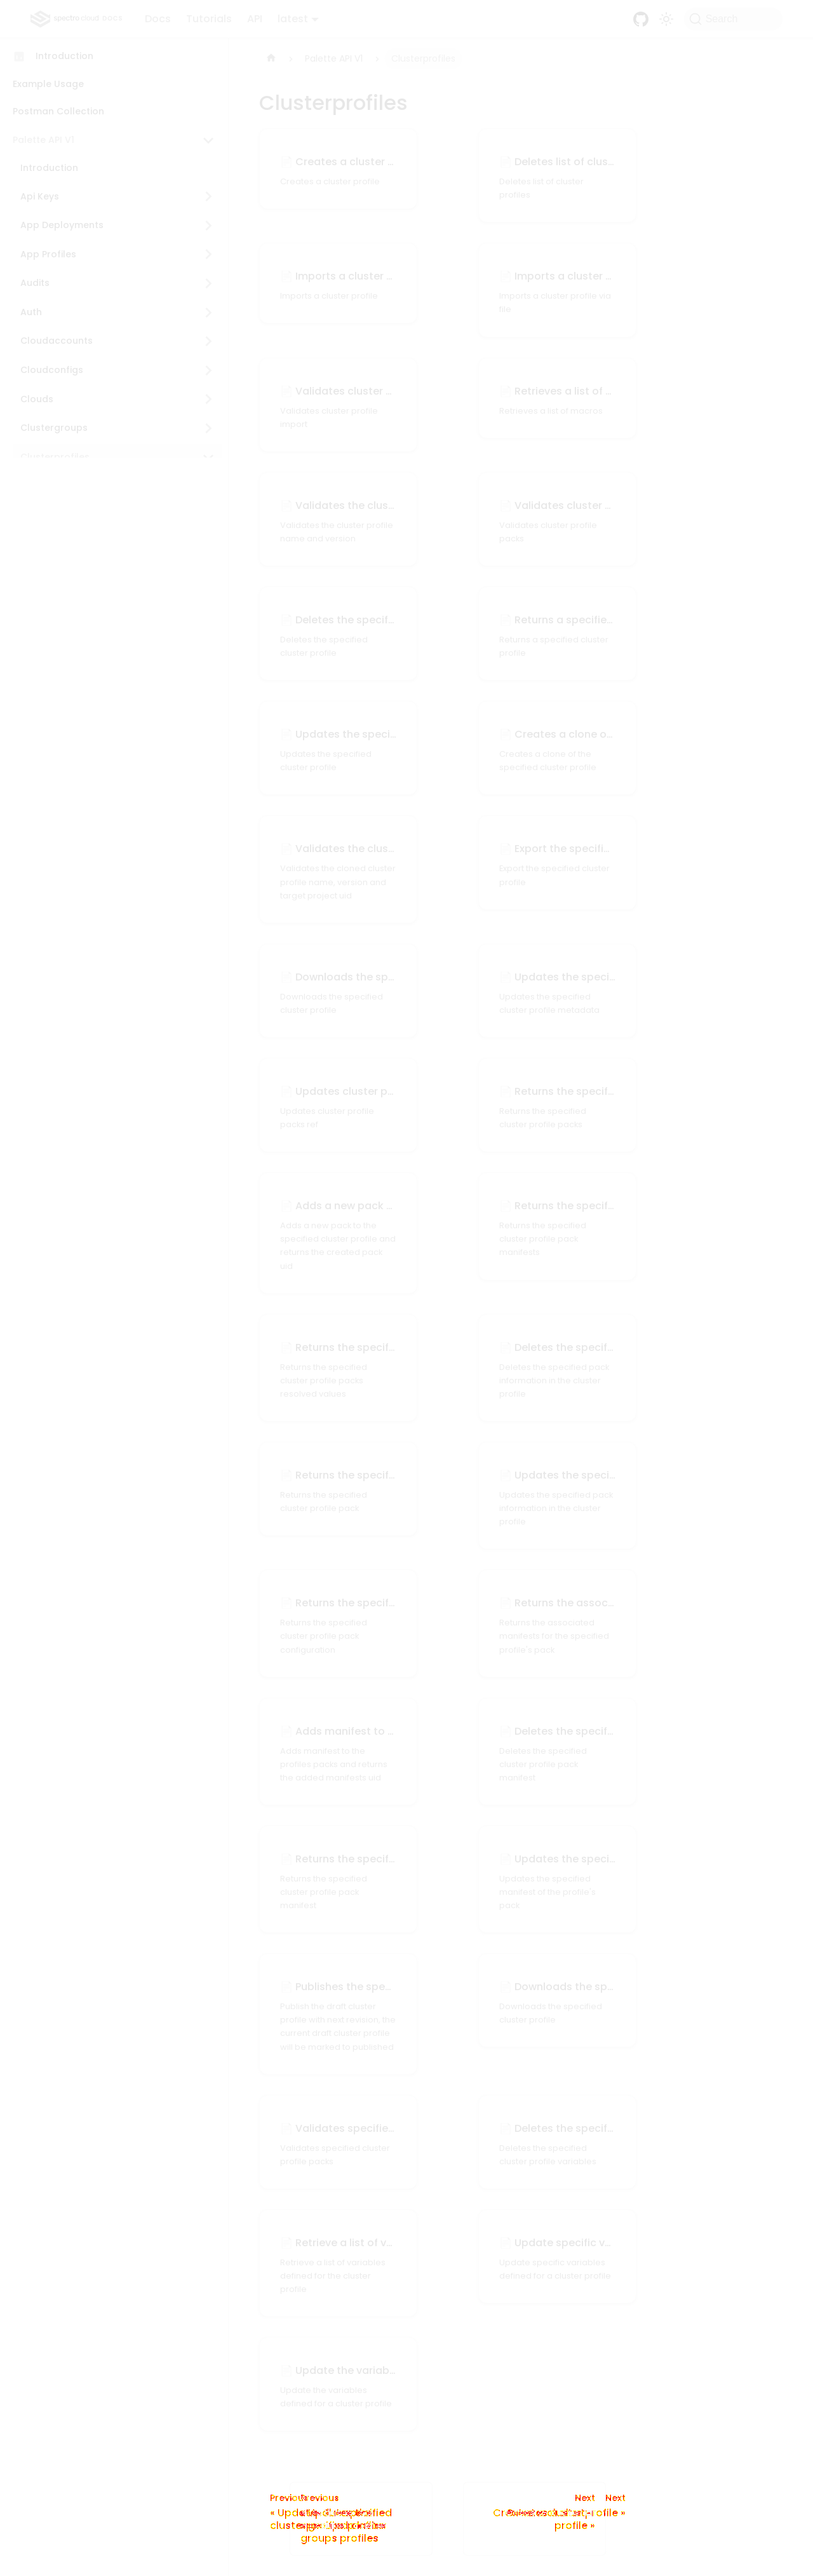 spectro cloud DOCS
Docs
Tutorials
API
latest
Search
Introduction
Example Usage
Postman Collection
Palette API V1
Introduction
Api Keys
App Deployments
App Profiles
Audits
Auth
Cloudaccounts
Cloudconfigs
Clouds
Clustergroups
Clusterprofiles
Palette API V1
Clusterprofiles
Clusterprofiles
Creates a cluster ...
Creates a cluster profile
Deletes list of clus...
Deletes list of cluster
profiles
Imports a cluster ...
Imports a cluster profile
Imports a cluster ...
Imports a cluster profile via
file
Validates cluster ...
Validates cluster profile
import
Retrieves a list of ...
Retrieves a list of macros
Validates the clus...
Validates the cluster profile
name and version
Validates cluster ...
Validates cluster profile
packs
Deletes the specif...
Deletes the specified
cluster profile
Returns a specifie...
Returns a specified cluster
profile
Updates the speci...
Updates the specified
cluster profile
Creates a clone o...
Creates a clone of the
specified cluster profile
Validates the clus...
Validates the cloned cluster
profile name, version and
target project uid
Export the specifi...
Export the specified cluster
profile
Downloads the sp...
Downloads the specified
cluster profile
Updates the speci...
Updates the specified
cluster profile metadata
Updates cluster p...
Updates cluster profile
packs ref
Returns the specif...
Returns the specified
cluster profile packs
Adds a new pack ...
Adds a new pack to the
specified cluster profile and
returns the created pack
uid
Returns the specif...
Returns the specified
cluster profile pack
manifests
Returns the specif...
Returns the specified
cluster profile packs
resolved values
Deletes the specif...
Deletes the specified pack
information in the cluster
profile
Returns the specif...
Returns the specified
cluster profile pack
Updates the speci...
Updates the specified pack
information in the cluster
profile
Returns the specif...
Returns the specified
cluster profile pack
configuration
Returns the assoc...
Returns the associated
manifests for the specified
profile's pack
Adds manifest to ...
Adds manifest to the
profiles packs and returns
the added manifests uid
Deletes the specif...
Deletes the specified
cluster profile pack
manifest
Returns the specif...
Returns the specified
cluster profile pack
manifest
Updates the speci...
Updates the specified
manifest of the profile's
pack
Publishes the spe...
Publish the draft cluster
profile with next revision, the
current draft cluster profile
will be marked to published
Downloads the sp...
Downloads the specified
cluster profile
Validates specifie...
Validates specified cluster
profile packs
Deletes the specif...
Deletes the specified
cluster profile variables
Retrieve a list of v...
Retrieve a list of variables
defined for the cluster
profile
Update specific v...
Update specific variables
defined for a cluster profile
Update the variab...
Update the variables
defined for a cluster profile
Previous
Previous
Next
Next
groups profiles
profile »